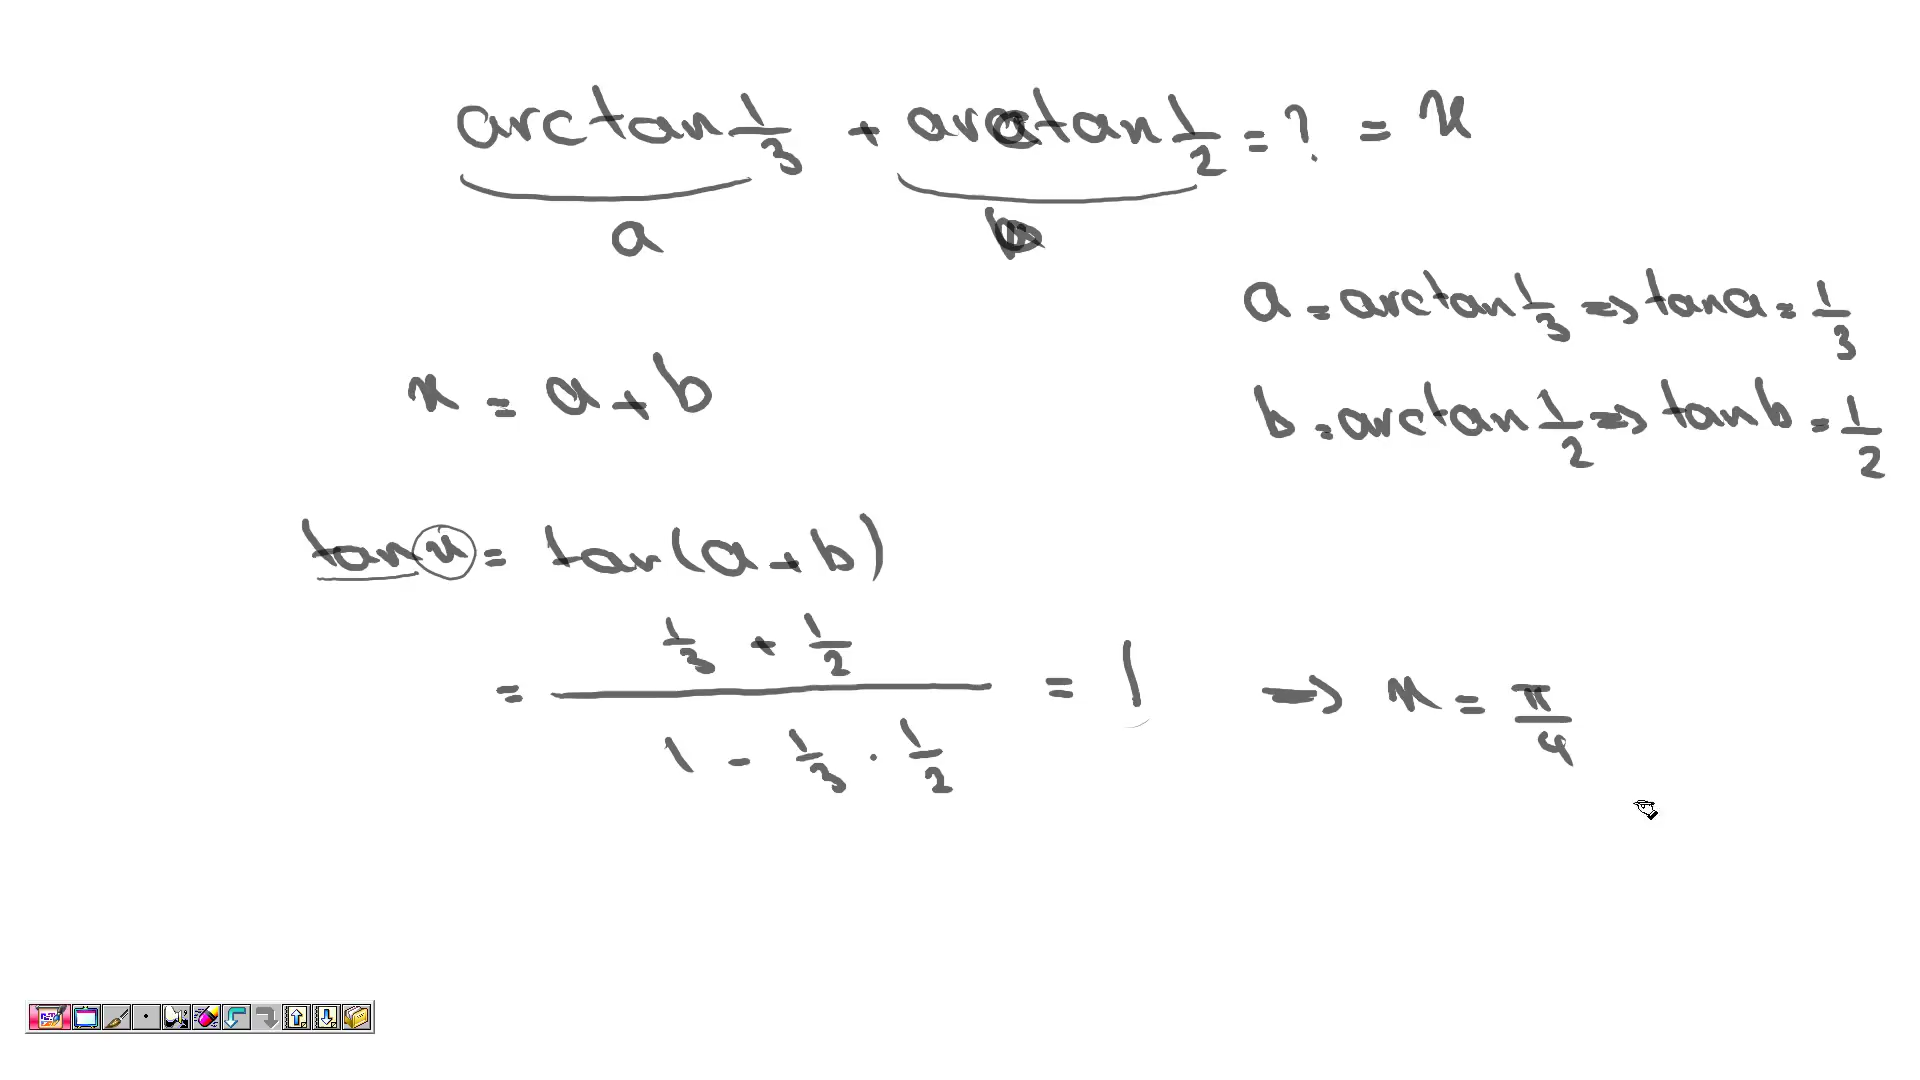 arctan 1/3 + arctan 1/2 = ? = x
a b
a = arctan 1/3 => tan a = 1/3
x = a + b
b = arctan 1/2 => tan b = 1/2
tan x = tan(a + b)
= (1/3 + 1/2) / (1 - 1/3 . 1/2) = 1 => x = π/4